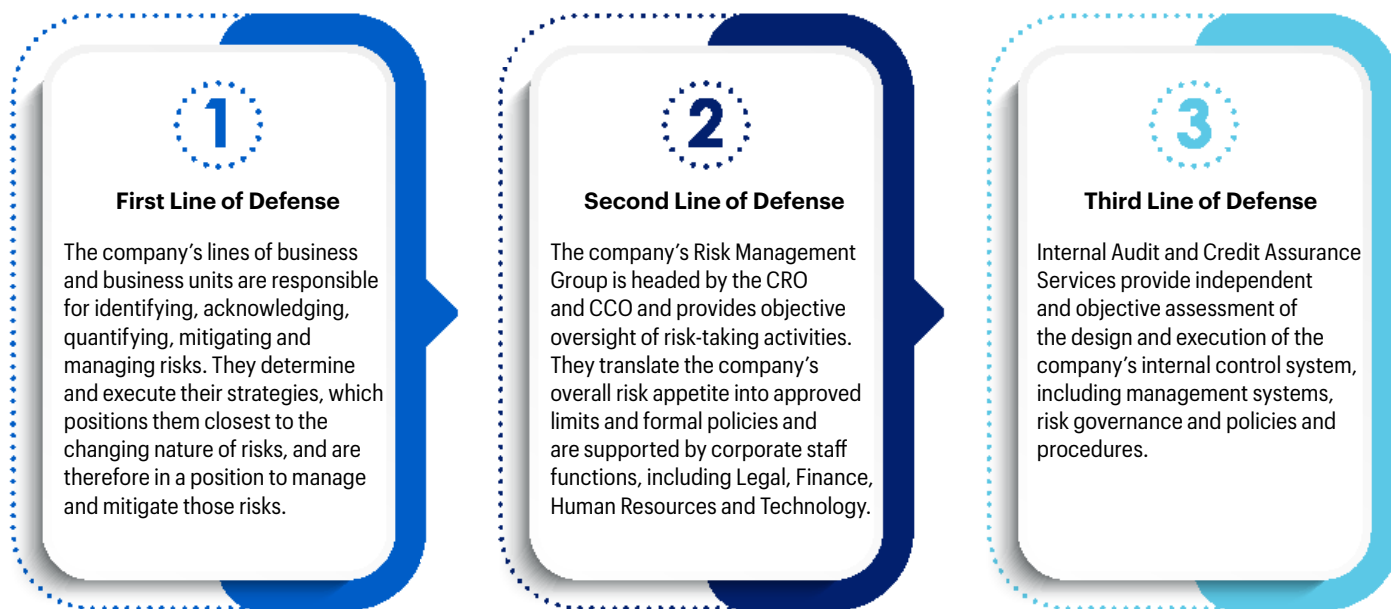 1
First Line of Defense
The company’s lines of business
and business units are responsible
for identifying, acknowledging,
quantifying, mitigating and
managing risks. They determine
and execute their strategies, which
positions them closest to the
changing nature of risks, and are
therefore in a position to manage
and mitigate those risks.
2
Second Line of Defense
The company’s Risk Management
Group is headed by the CRO
and CCO and provides objective
oversight of risk-taking activities.
They translate the company’s
overall risk appetite into approved
limits and formal policies and
are supported by corporate staff
functions, including Legal, Finance,
Human Resources and Technology.
3
Third Line of Defense
Internal Audit and Credit Assurance
Services provide independent
and objective assessment of
the design and execution of the
company’s internal control system,
including management systems,
risk governance and policies and
procedures.